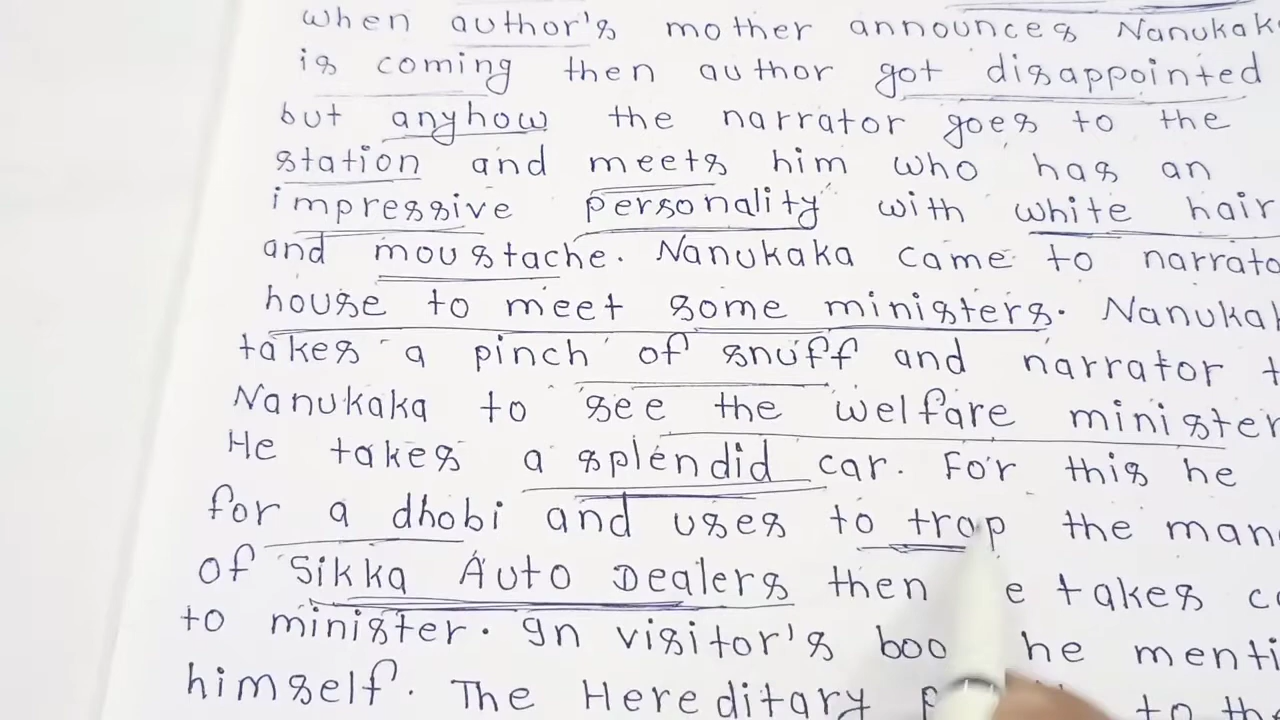 when author's mother announces Nanukak
is coming then author got disappointed
but anyhow the narrator goes to the
station and meets him who has an
impressive personality with white hair
and moustache. Nanukaka came to narrato
house to meet some ministers. Nanukak
takes a pinch of snuff and narrator t
Nanukaka to see the welfare minister
He takes a splendid car. For this he
for a dhobi and uses to trap the man
of Sikka Auto Dealers then e takes c
to minister. In visitor's boo he menti
himself. The Hereditary p to th